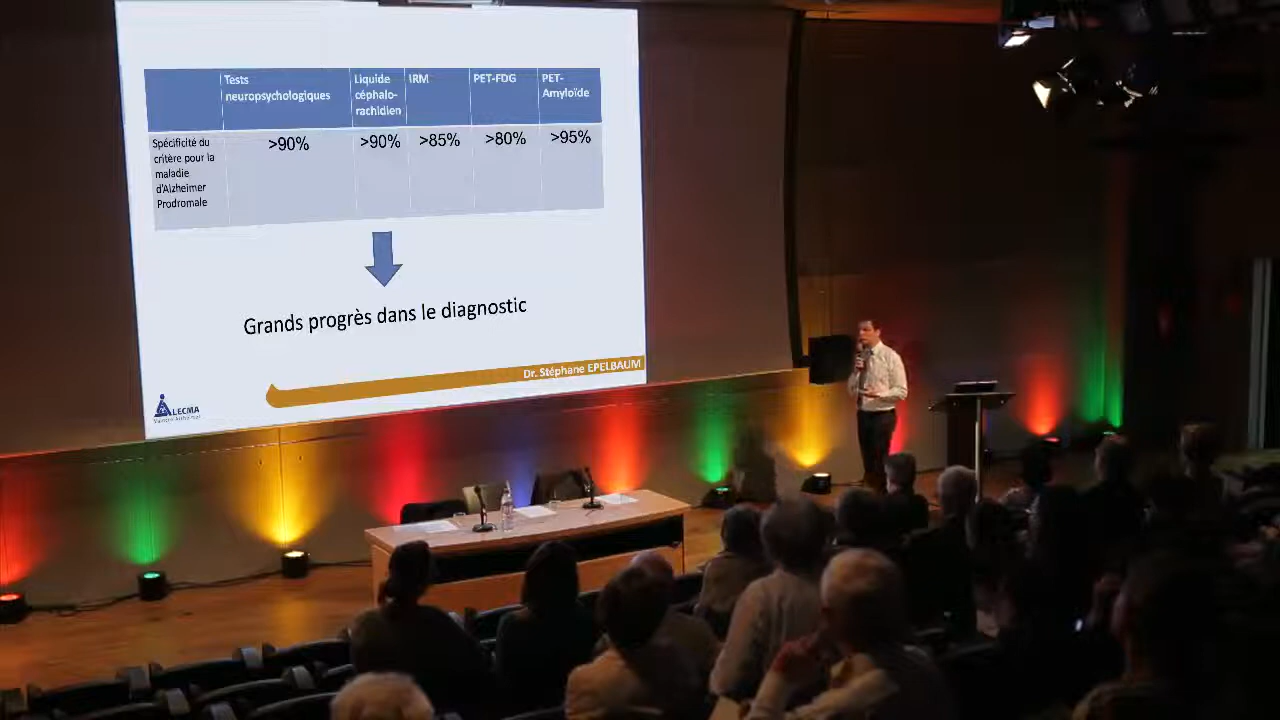 Tests
neuropsychologiques
Liquide
céphalo-
rachidien
IRM
PET-FDG
PET-
Amyloïde
Spécificité du
critère pour la
maladie
d'Alzheimer
Prodromale
>90%
>90%
>85%
>80%
>95%
Grands progrès dans le diagnostic
Dr. Stéphane EPELBAUM
LECMA